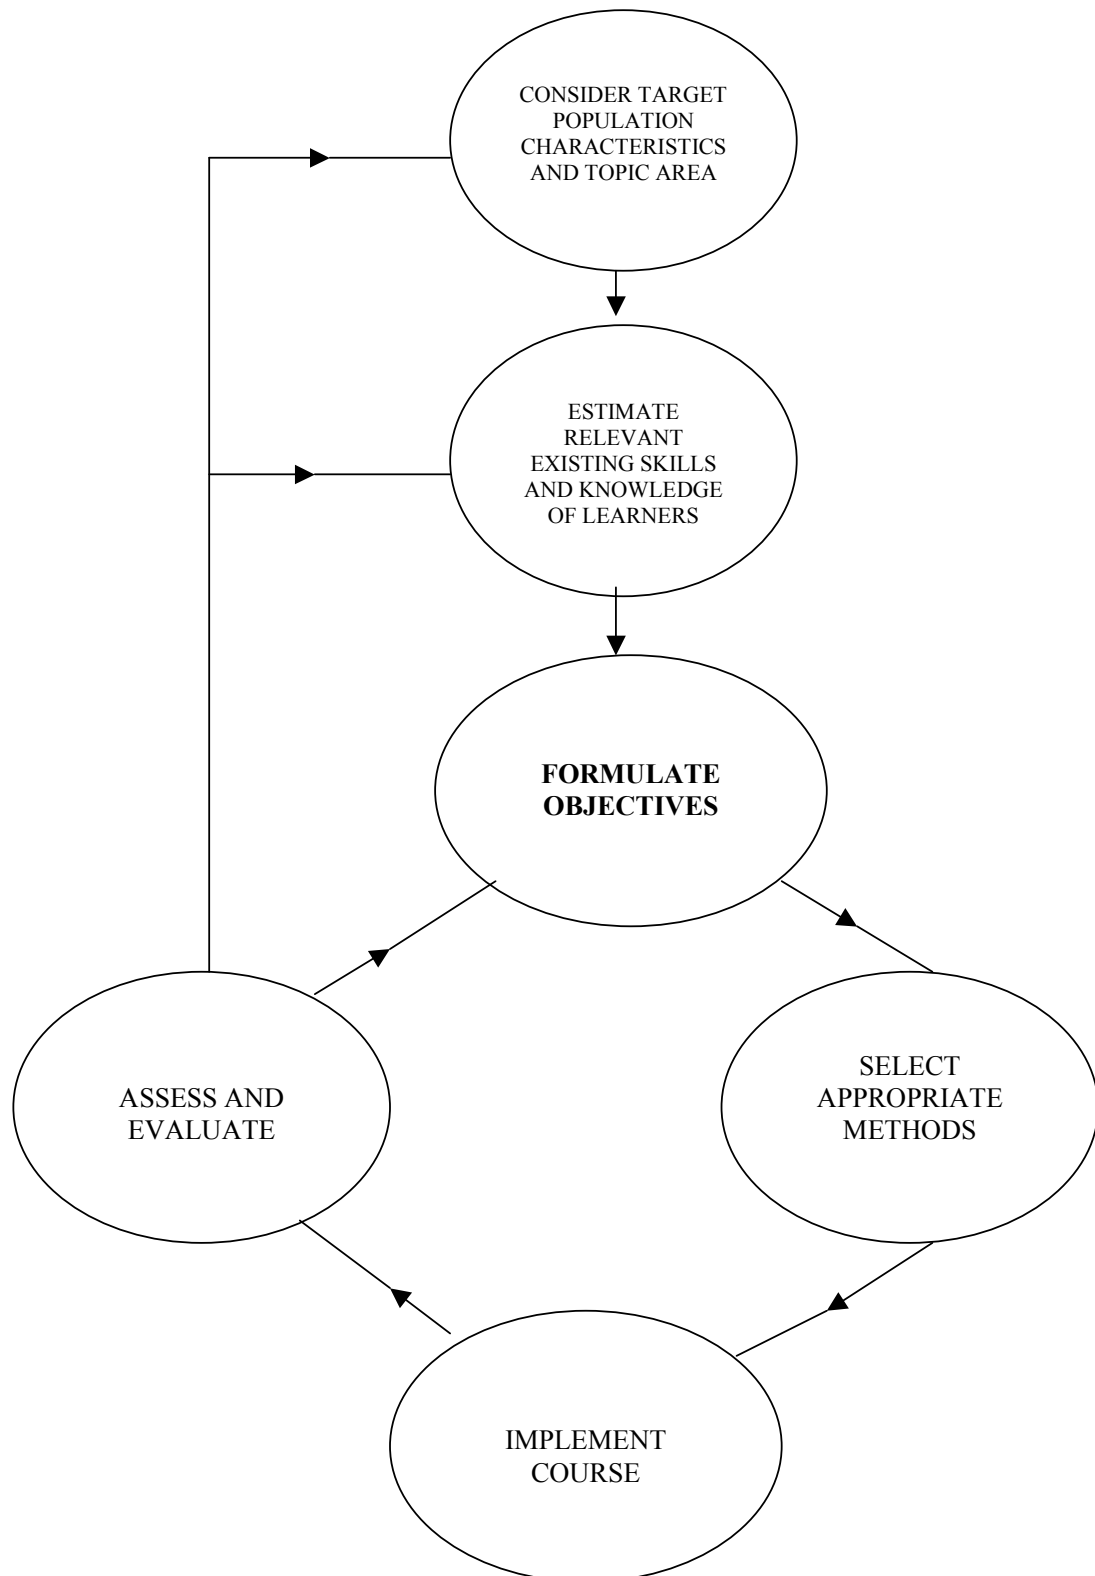 CONSIDER TARGET
POPULATION
CHARACTERISTICS
AND TOPIC AREA
ESTIMATE
RELEVANT
EXISTING SKILLS
AND KNOWLEDGE
OF LEARNERS
FORMULATE
OBJECTIVES
ASSESS AND
EVALUATE
SELECT
APPROPRIATE
METHODS
IMPLEMENT
COURSE